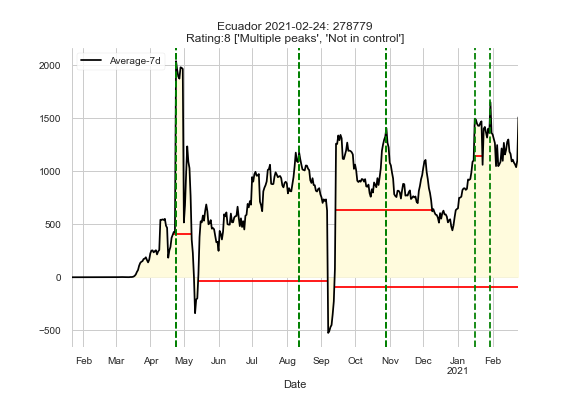 Ecuador 2021-02-24: 278779
Rating:8 ['Multiple peaks', 'Not in control']
Average-7d
2000
1500
1000
500
0
−500
Feb Mar Apr May Jun Jul Aug Sep Oct Nov Dec Jan Feb
2021
Date